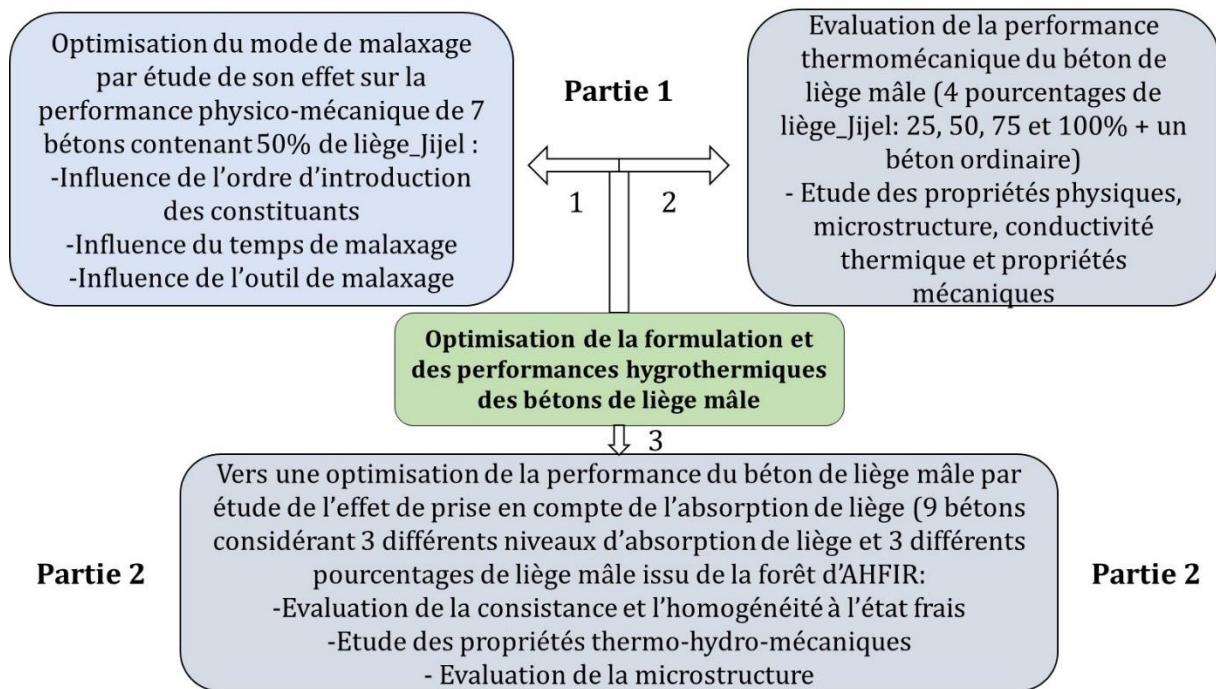 Optimisation du mode de malaxage
par étude de son effet sur la
performance physico-mécanique de 7
bétons contenant 50% de liège_Jijel :
-Influence de l’ordre d’introduction
des constituants
-Influence du temps de malaxage
-Influence de l’outil de malaxage
Partie 1
1
2
Evaluation de la performance
thermomécanique du béton de
liège mâle (4 pourcentages de
liège_Jijel: 25, 50, 75 et 100% + un
béton ordinaire)
- Etude des propriétés physiques,
microstructure, conductivité
thermique et propriétés
mécaniques
Optimisation de la formulation et
des performances hygrothermiques
des bétons de liège mâle
3
Vers une optimisation de la performance du béton de liège mâle par
étude de l’effet de prise en compte de l’absorption de liège (9 bétons
considérant 3 différents niveaux d’absorption de liège et 3 différents
pourcentages de liège mâle issu de la forêt d’AHFIR:
-Evaluation de la consistance et l’homogénéité à l’état frais
-Etude des propriétés thermo-hydro-mécaniques
- Evaluation de la microstructure
Partie 2
Partie 2